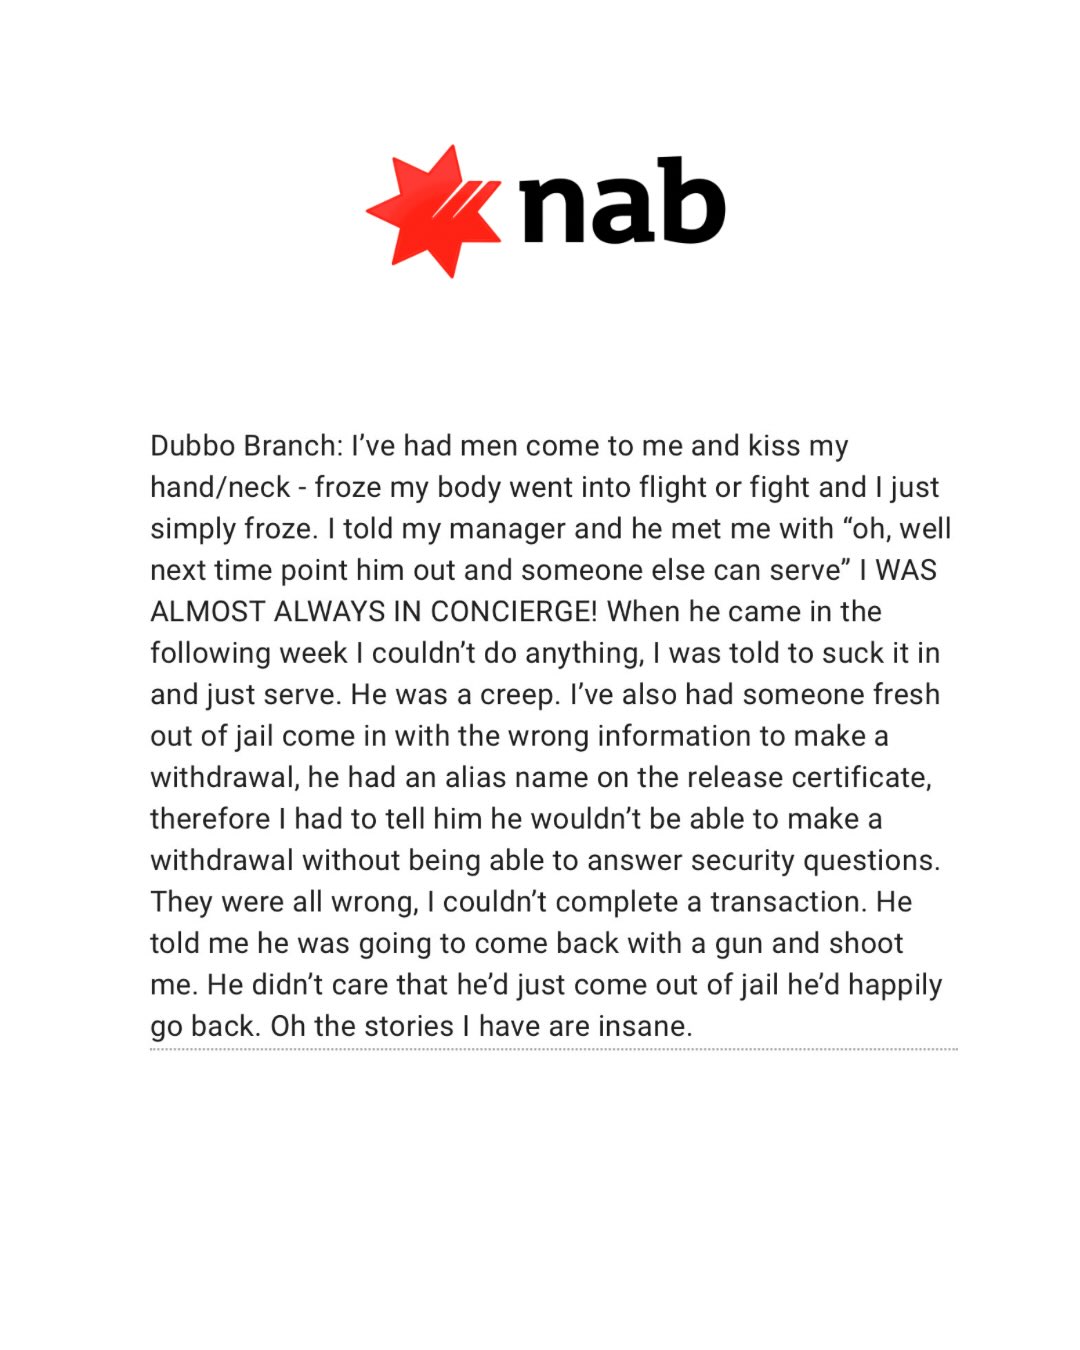 nab
Dubbo Branch: I’ve had men come to me and kiss my
hand/neck - froze my body went into flight or fight and I just
simply froze. I told my manager and he met me with “oh, well
next time point him out and someone else can serve” I WAS
ALMOST ALWAYS IN CONCIERGE! When he came in the
following week I couldn’t do anything, I was told to suck it in
and just serve. He was a creep. I’ve also had someone fresh
out of jail come in with the wrong information to make a
withdrawal, he had an alias name on the release certificate,
therefore I had to tell him he wouldn’t be able to make a
withdrawal without being able to answer security questions.
They were all wrong, I couldn’t complete a transaction. He
told me he was going to come back with a gun and shoot
me. He didn’t care that he’d just come out of jail he’d happily
go back. Oh the stories I have are insane.